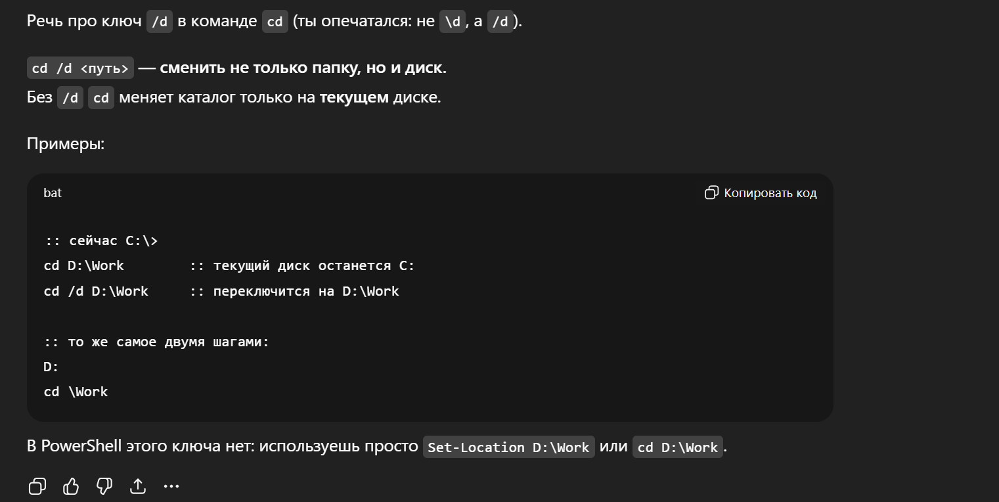 Речь про ключ /d в команде cd (ты опечатался: не \d, а /d).
cd /d <путь> — сменить не только папку, но и диск.
Без /d cd меняет каталог только на текущем диске.
Примеры:
bat
Копировать код
:: сейчас C:\>
cd D:\Work        :: текущий диск останется C:
cd /d D:\Work     :: переключится на D:\Work
:: то же самое двумя шагами:
D:
cd \Work
В PowerShell этого ключа нет: используешь просто Set-Location D:\Work или cd D:\Work.